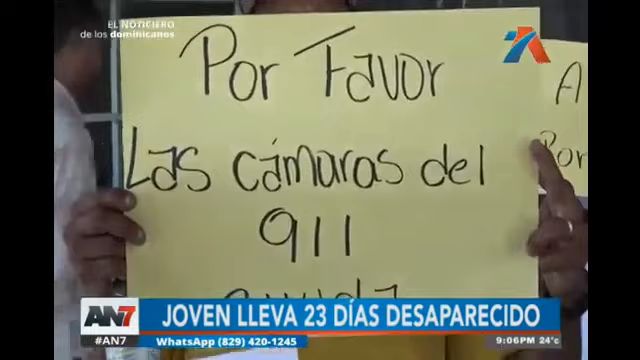 EL NOTICIERO
de los dominicanos
Por Favor
Las cámaras del
911
A
Por
AN7
#AN7
JOVEN LLEVA 23 DÍAS DESAPARECIDO
WhatsApp (829) 420-1245
9:06PM 24°c